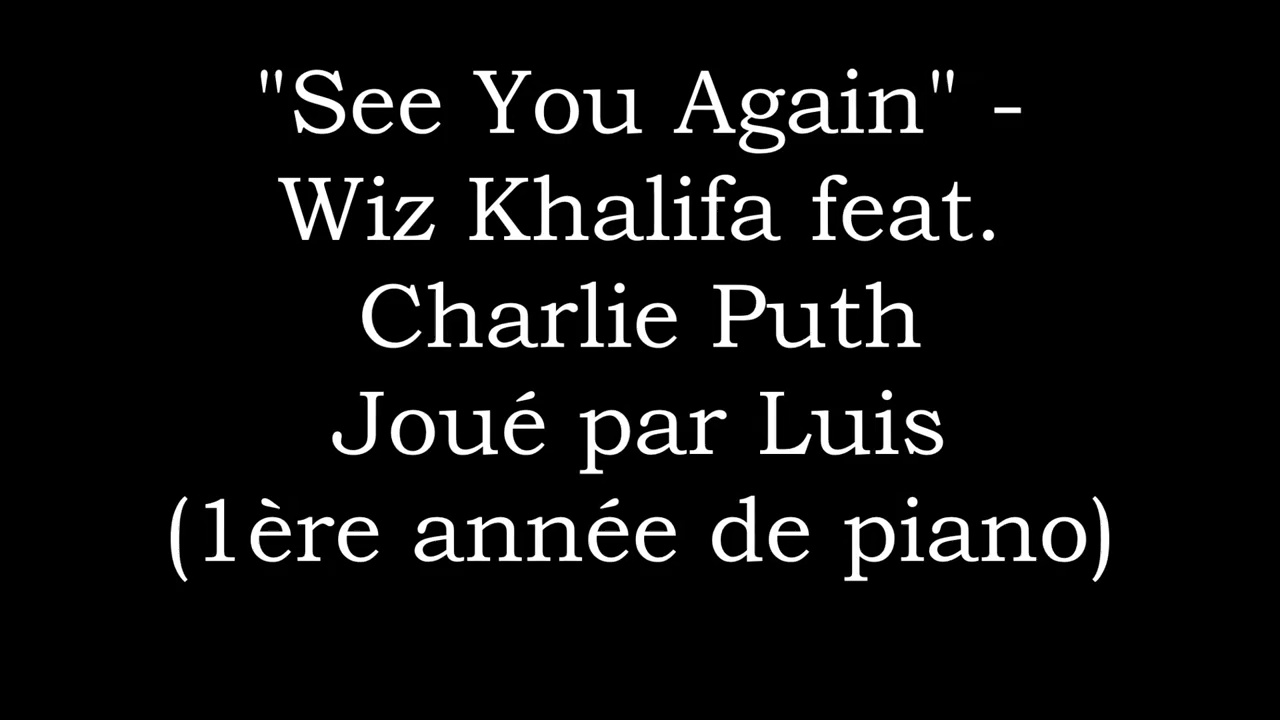 "See You Again" -
Wiz Khalifa feat.
Charlie Puth
Joué par Luis
(1ère année de piano)